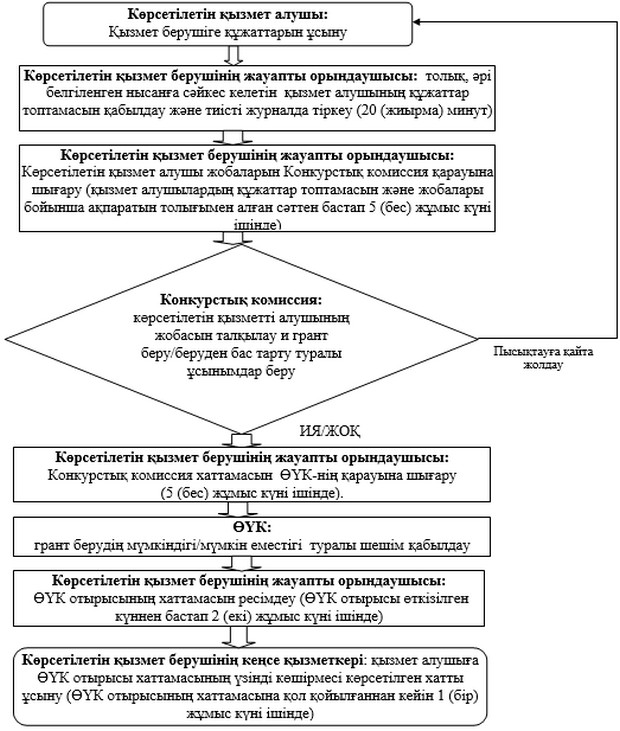 Көрсетілетін қызмет алушы:
Қызмет берушіге құжаттарын ұсыну
Көрсетілетін қызмет берушінің жауапты орындаушысы: толық, әрі
белгіленген нысанға сәйкес келетін қызмет алушының құжаттар
топтамасын қабылдау және тиісті журналда тіркеу (20 (жиырма) минут)
Көрсетілетін қызмет берушінің жауапты орындаушысы:
Көрсетілетін қызмет алушы жобаларын Конкурстық комиссия қарауына
шығару (қызмет алушылардың құжаттар топтамасын және жобалары
бойынша ақпаратын толығымен алған сәттен бастап 5 (бес) жұмыс күні
ішінде)
Конкурстық комиссия:
көрсетілетін қызметті алушының
жобасын талқылау и грант
беру/беруден бас тарту туралы
ұсынымдар беру
Пысықтауға қайта
жолдау
ИЯ/ЖОҚ
Көрсетілетін қызмет берушінің жауапты орындаушысы:
Конкурстық комиссия хаттамасын ӨҮК-нің қарауына шығару
(5 (бес) жұмыс күні ішінде).
ӨҮК:
грант берудің мүмкіндігі/мүмкін еместігі туралы шешім қабылдау
Көрсетілетін қызмет берушінің жауапты орындаушысы:
ӨҮК отырысының хаттамасын ресімдеу (ӨҮК отырысы өткізілген
күннен бастап 2 (екі) жұмыс күні ішінде)
Көрсетілетін қызмет берушінің кеңсе қызметкері: қызмет алушыға
ӨҮК отырысы хаттамасының үзінді көшірмесі көрсетілген хатты
ұсыну (ӨҮК отырысының хаттамасына қол қойылғаннан кейін 1 (бір)
жұмыс күні ішінде)